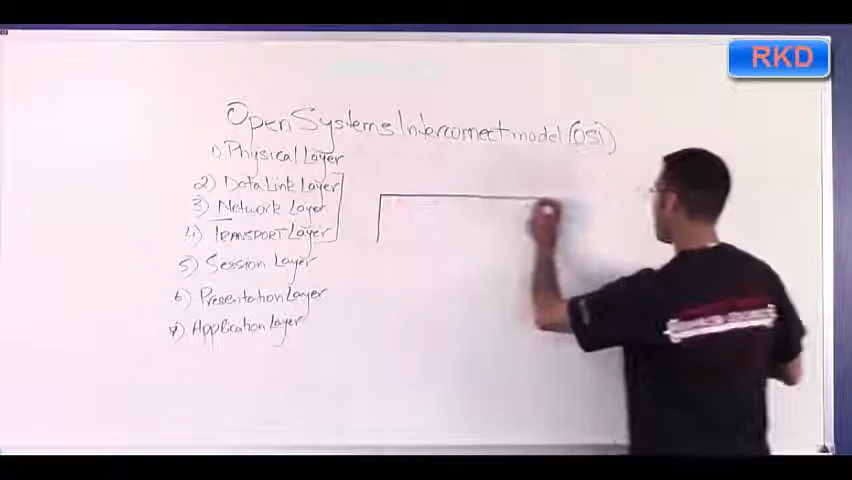 RKD
Open Systems Interconnect model (OSI)
1) Physical Layer
2) Data Link Layer
3) Network Layer
4) TRANSPORT Layer
5) Session Layer
6) Presentation Layer
7) Application Layer